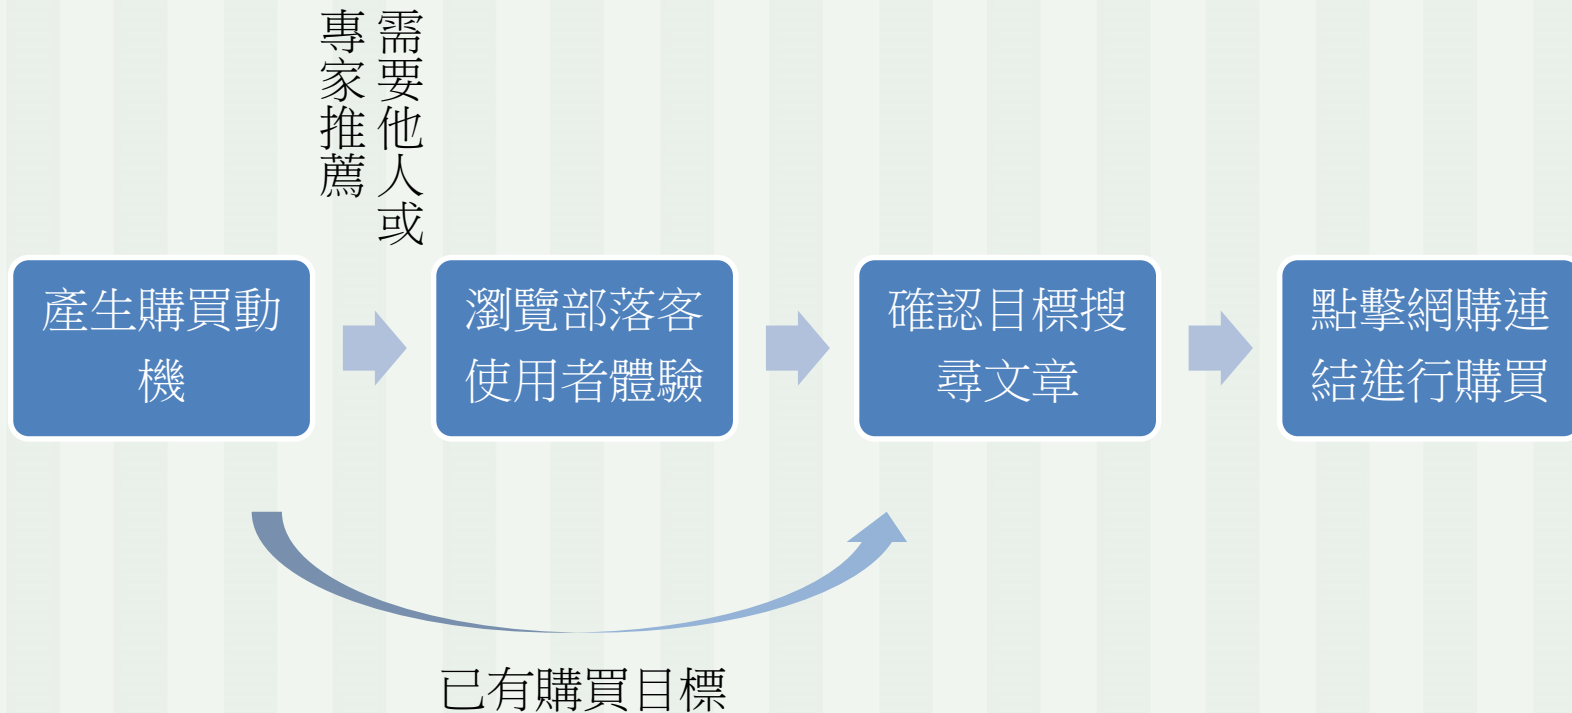 需要他人或
專家推薦
產生購買動
機
瀏覽部落客
使用者體驗
確認目標搜
尋文章
點擊網購連
結進行購買
已有購買目標